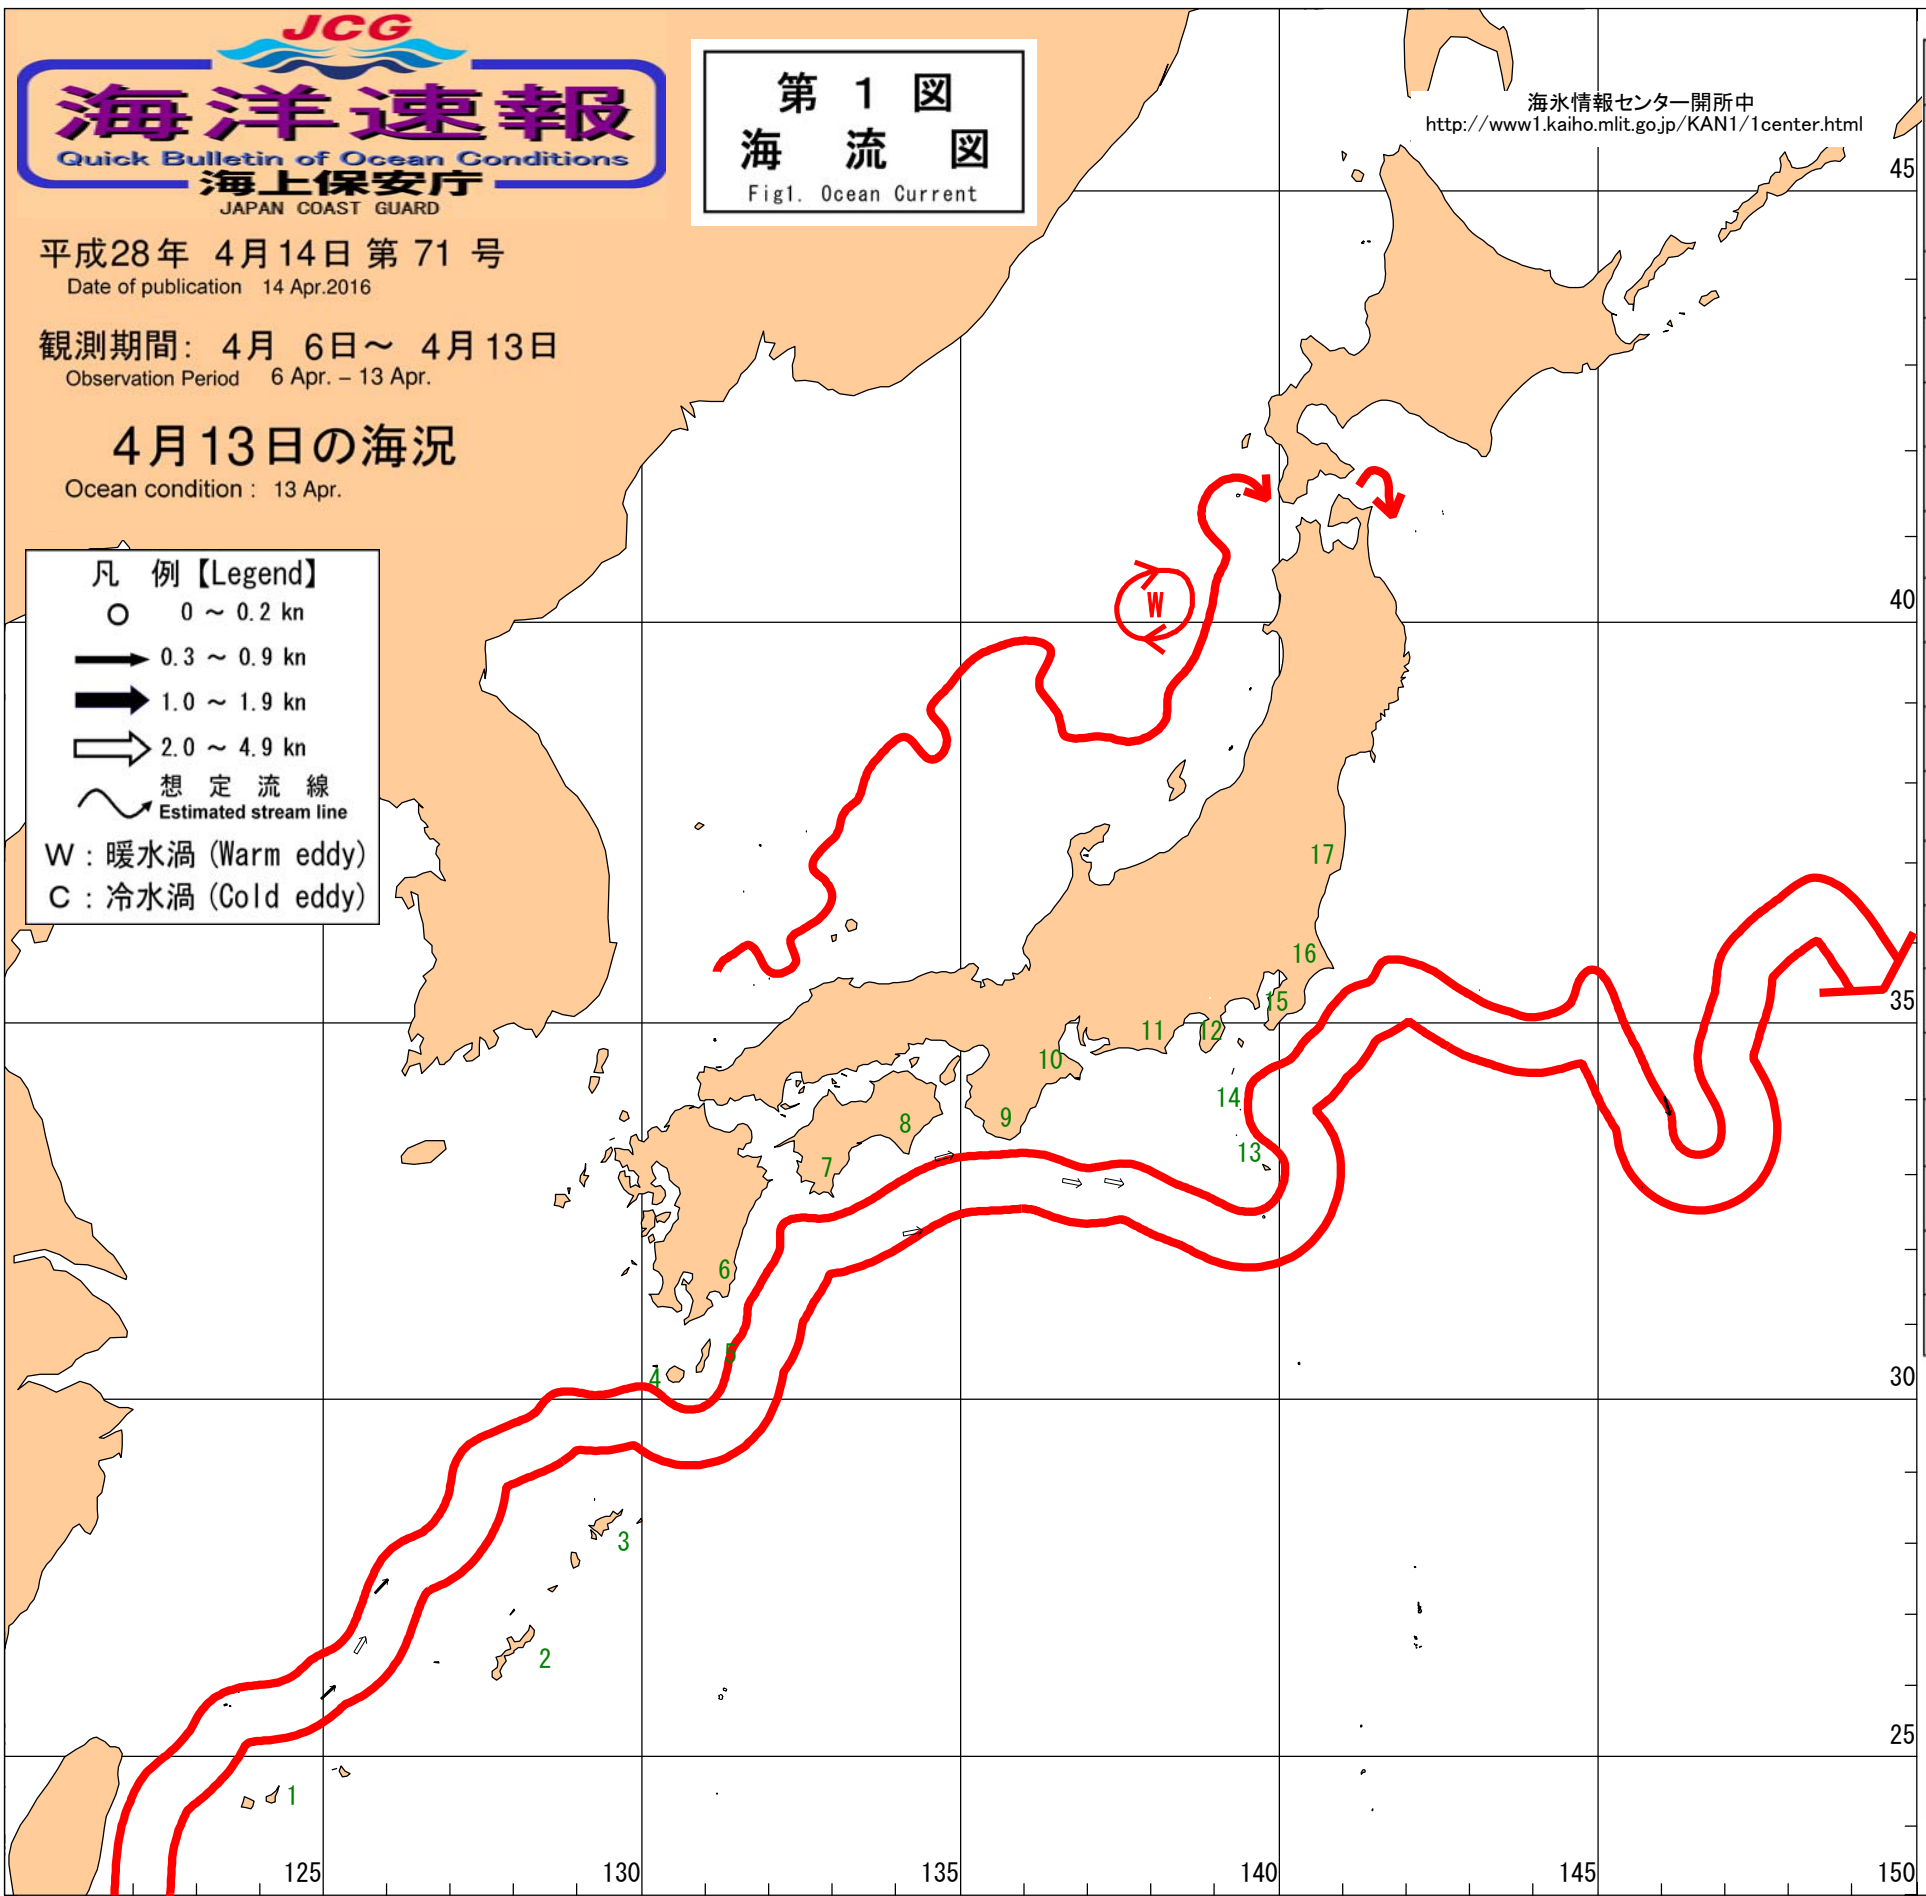 JCG
海洋速報
Quick Bulletin of Ocean Conditions
海上保安庁
JAPAN COAST GUARD
第 1 図
海 流 図
Fig1. Ocean Current
海氷情報センター開所中
http://www1.kaiho.mlit.go.jp/KAN1/1center.html
平成28年 4月14日 第 71 号
Date of publication 14 Apr.2016
観測期間: 4月 6日～ 4月13日
Observation Period 6 Apr. – 13 Apr.
4月13日の海況
Ocean condition : 13 Apr.
凡 例【Legend】
0 ～ 0.2 kn
0.3 ～ 0.9 kn
1.0 ～ 1.9 kn
2.0 ～ 4.9 kn
想 定 流 線
Estimated stream line
W : 暖水渦 (Warm eddy)
C : 冷水渦 (Cold eddy)
45
W
40
17
16
35
15
11
12
10
14
9
8
13
7
6
5
4
30
3
2
25
1
125
130
135
140
145
150